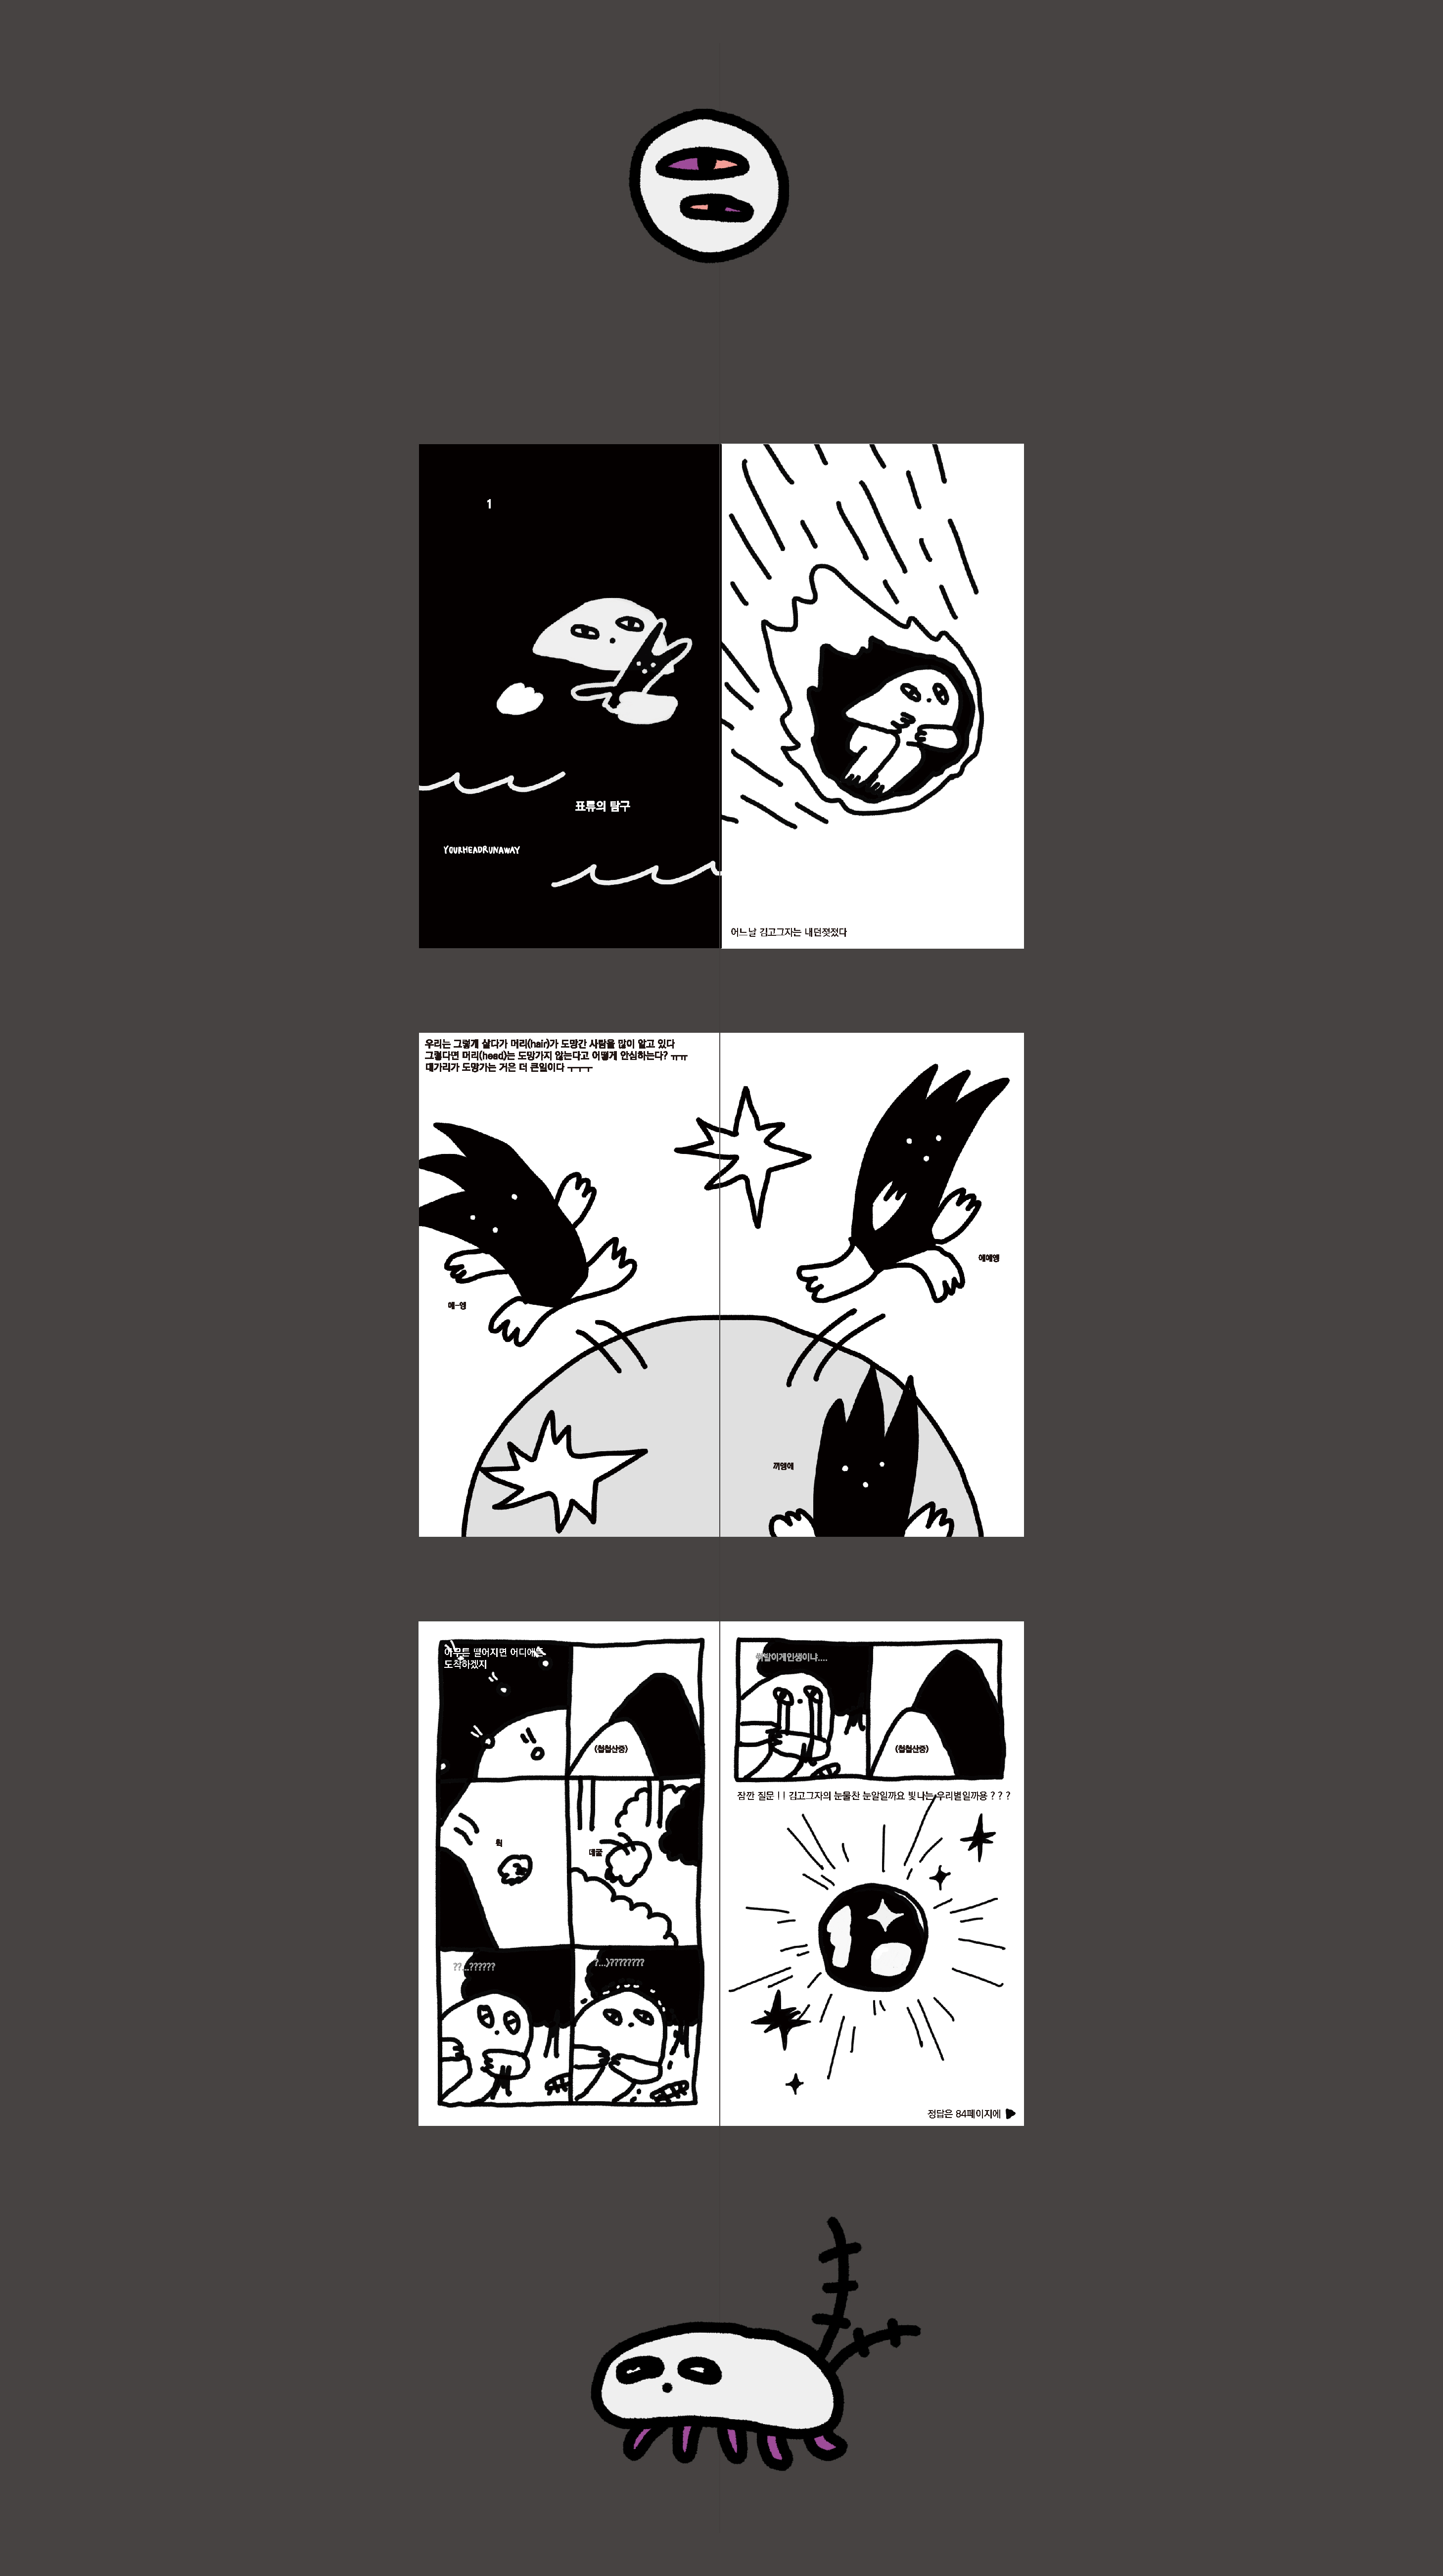 1
표류의 탐구
YOURHEADRUNAWAY
어느날 김고그자는 내던젓졌다
우리는 그렇게 살다가 머리(hair)가 도망간 사람을 많이 알고 있다
그렇다면 머리(head)는 도망가지 않는다고 어떻게 안심하는다? ㅠㅠ
대가리가 도망가는 거은 더 큰일이다 ㅜㅜㅜ
에예엥
에-엥
끼엥에
아무튼 떨어지면 어디에든
도착하겠지
(첩첩산중)
휙
데굴
??...??????
?...)????????
(첩첩산중)
잠깐 질문 ! ! 김고그자의 눈물찬 눈알일까요 빛나는 우리별일까용 ? ? ?
정답은 84페이지에 ▶